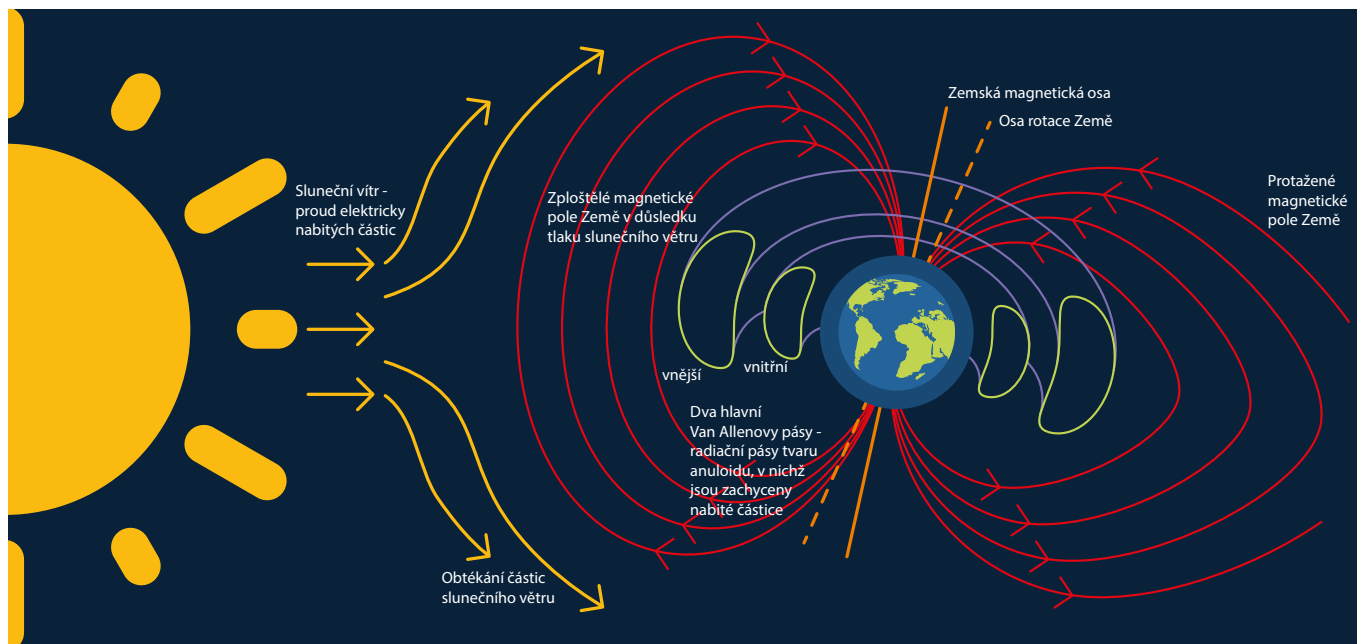 Zemská magnetická osa
Osa rotace Země
Sluneční vítr -
proud elektricky
nabitých částic
Zploštělé magnetické
pole Země v důsledku
tlaku slunečního větru
Protažené
magnetické
pole Země
vnější
vnitřní
Dva hlavní
Van Allenovy pásy -
radiační pásy tvaru
anuloidu, v nichž
jsou zachyceny
nabité částice
Obtékání částic
slunečního větru